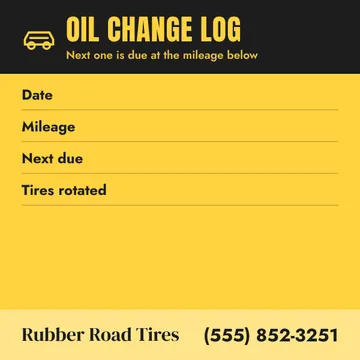 OIL CHANGE LOG
Next one is due at the mileage below
Date
Mileage
Next due
Tires rotated
Rubber Road Tires (555) 852-3251